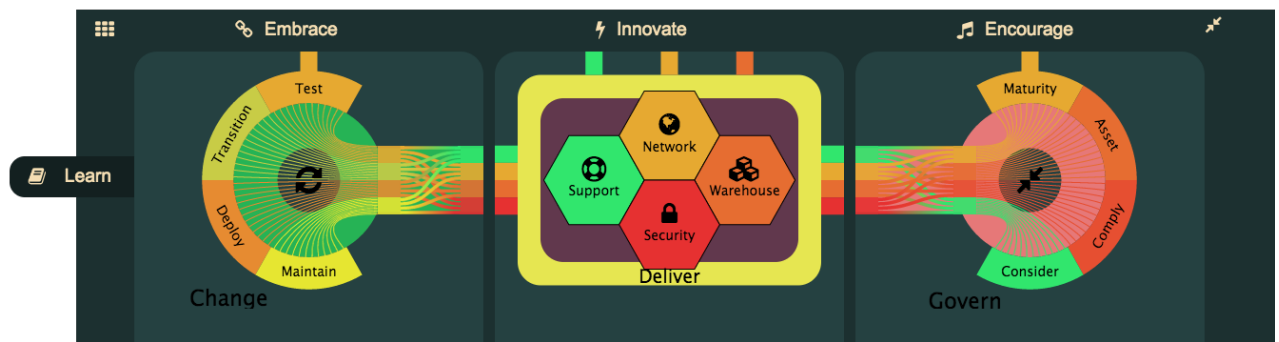 Embrace
Innovate
Encourage
Learn
Test
Transition
Deploy
Maintain
Change
Network
Support
Warehouse
Security
Deliver
Maturity
Asset
Comply
Consider
Govern